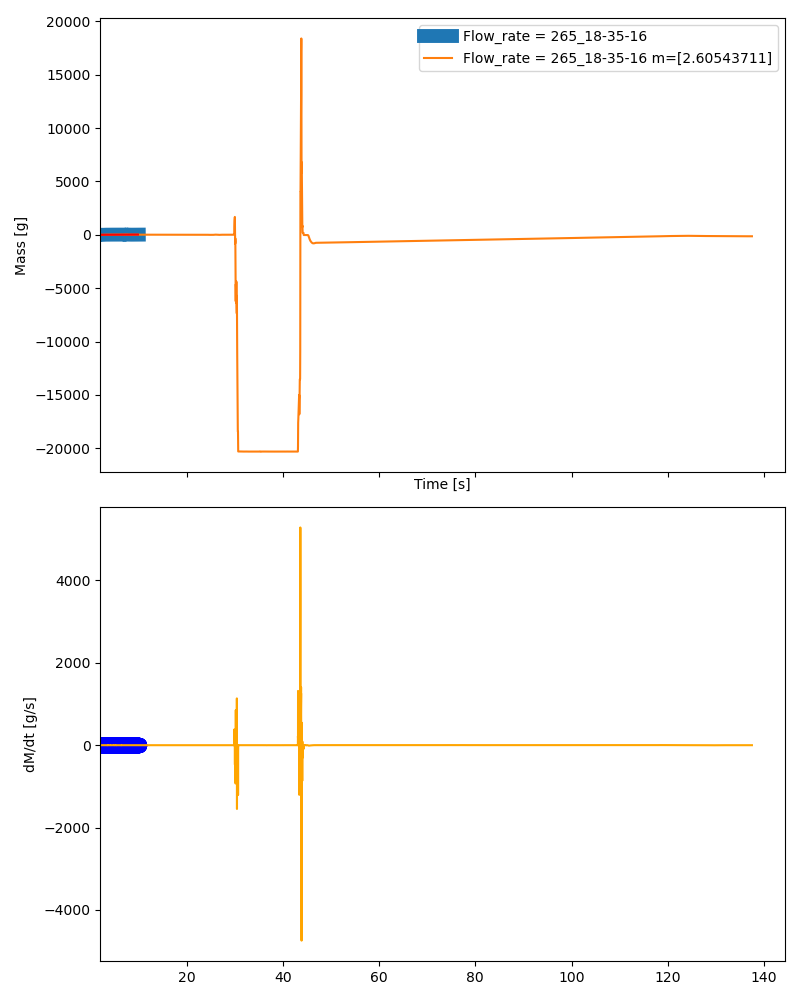 20000
15000
10000
5000
0
−5000
−10000
−15000
−20000
Mass [g]
Flow_rate = 265_18-35-16
Flow_rate = 265_18-35-16 m=[2.60543711]
Time [s]
4000
2000
0
−2000
−4000
dM/dt [g/s]
20 40 60 80 100 120 140